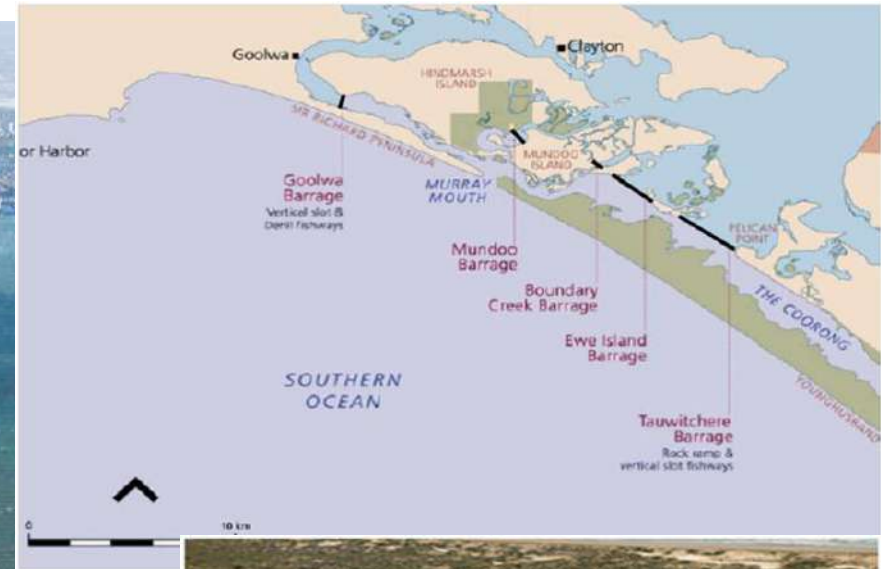 Goolwa
Clayton
HINDMARSH
ISLAND
SIR RICHARD PENINSULA
or Harbor
MUNDOO
ISLAND
Goolwa
Barrage
Vertical slot &
Denil fishways
MURRAY
MOUTH
PELICAN
POINT
Mundoo
Barrage
Boundary
Creek Barrage
THE COORONG
Ewe Island
Barrage
SOUTHERN
OCEAN
YOUNGHUSBAND
Tauwitchere
Barrage
Rock ramp &
vertical slot fishways
0
10 km